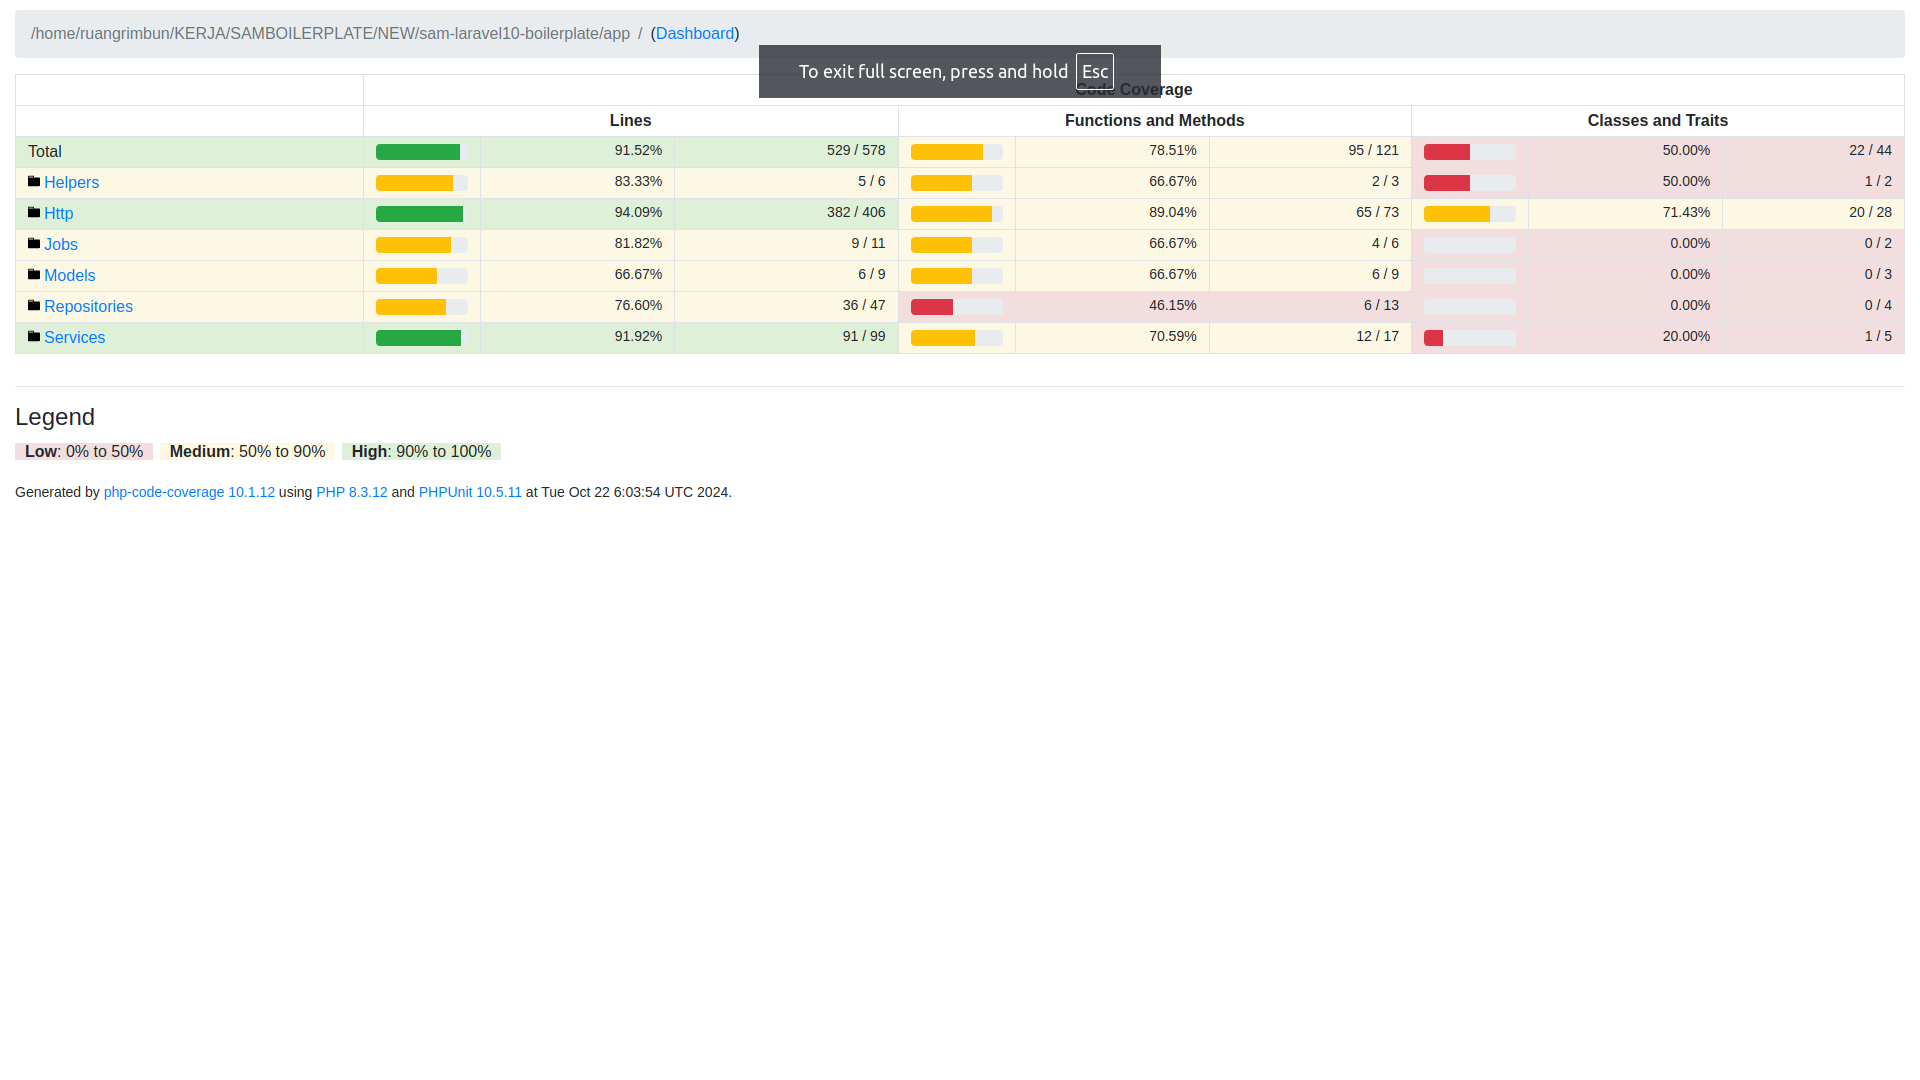 /home/ruangrimbun/KERJA/SAMBOILERPLATE/NEW/sam-laravel10-boilerplate/app / (Dashboard)
To exit full screen, press and hold Esc
Code Coverage
Lines Functions and Methods Classes and Traits
Total 91.52% 529 / 578 78.51% 95 / 121 50.00% 22 / 44
Helpers 83.33% 5 / 6 66.67% 2 / 3 50.00% 1 / 2
Http 94.09% 382 / 406 89.04% 65 / 73 71.43% 20 / 28
Jobs 81.82% 9 / 11 66.67% 4 / 6 0.00% 0 / 2
Models 66.67% 6 / 9 66.67% 6 / 9 0.00% 0 / 3
Repositories 76.60% 36 / 47 46.15% 6 / 13 0.00% 0 / 4
Services 91.92% 91 / 99 70.59% 12 / 17 20.00% 1 / 5
Legend
Low: 0% to 50% Medium: 50% to 90% High: 90% to 100%
Generated by php-code-coverage 10.1.12 using PHP 8.3.12 and PHPUnit 10.5.11 at Tue Oct 22 6:03:54 UTC 2024.